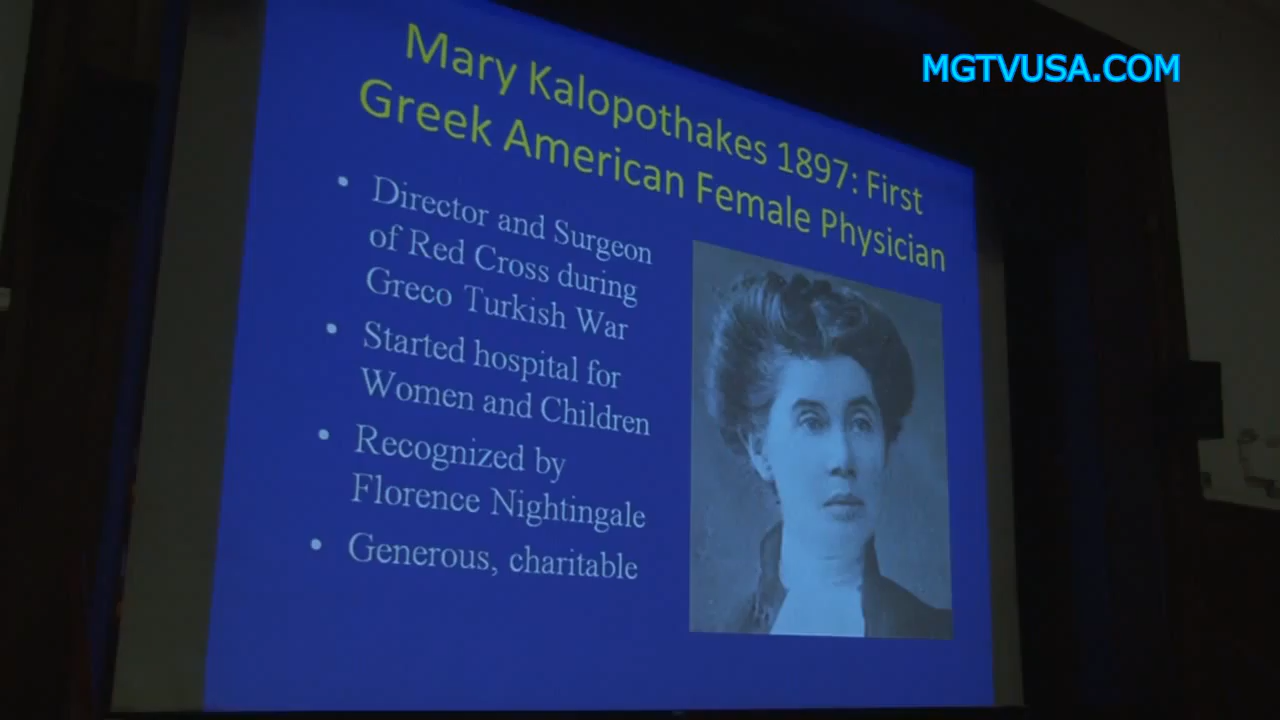 MGTVUSA.COM
Mary Kalopothakes 1897: First
Greek American Female Physician
• Director and Surgeon
of Red Cross during
Greco Turkish War
• Started hospital for
Women and Children
• Recognized by
Florence Nightingale
• Generous, charitable